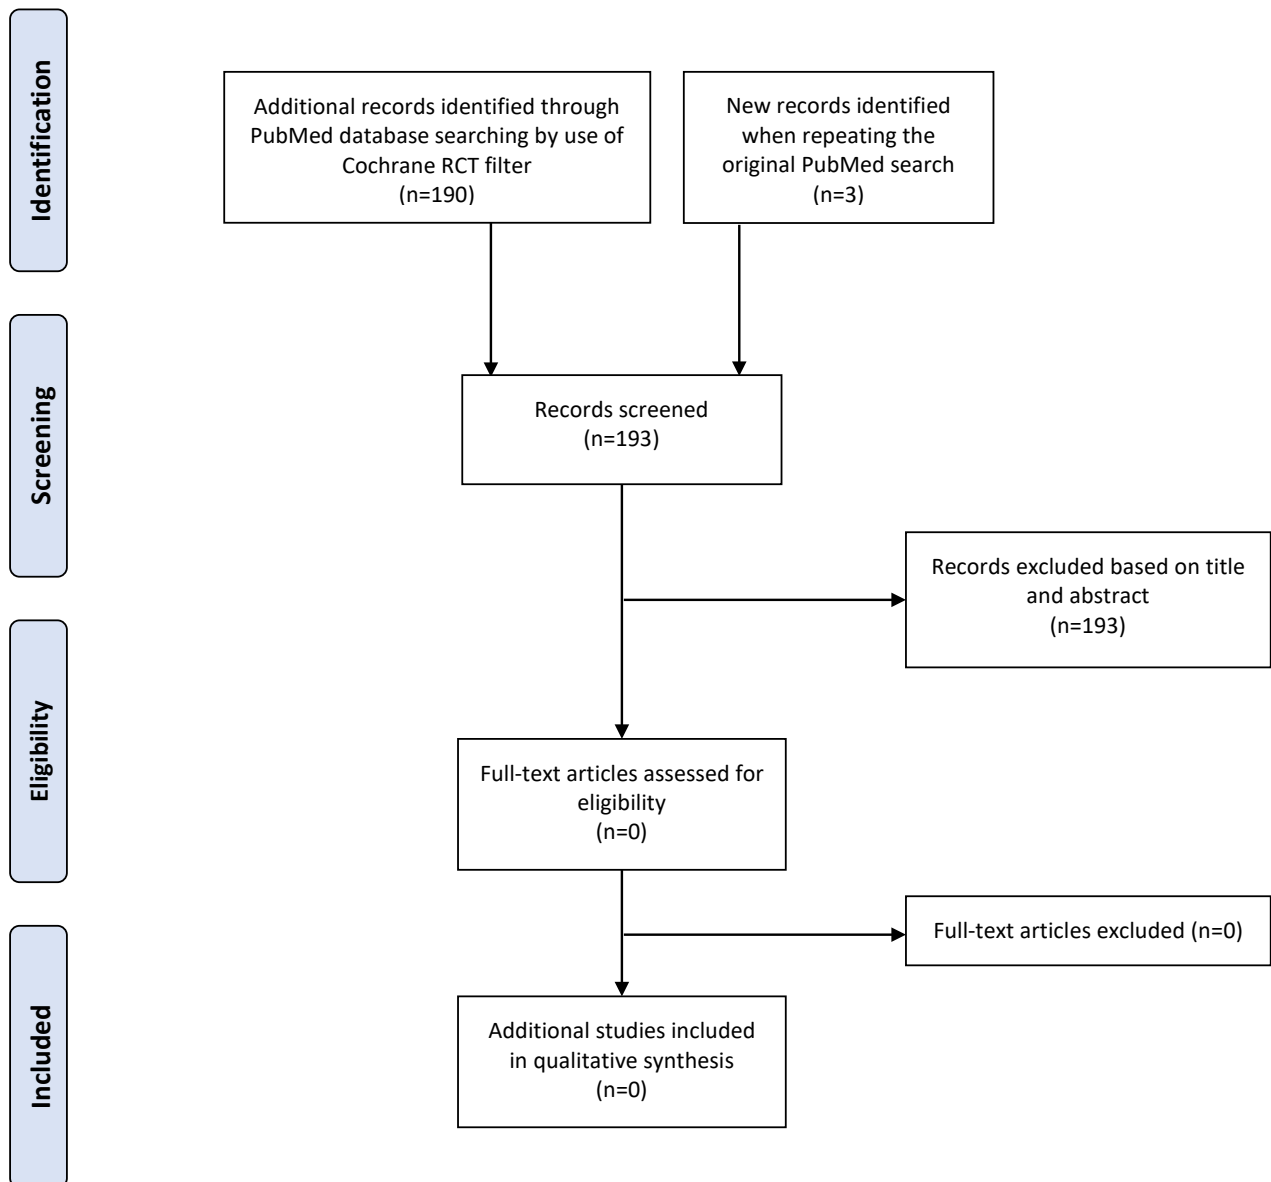 Identification
Additional records identified through
PubMed database searching by use of
Cochrane RCT filter
(n=190)
New records identified
when repeating the
original PubMed search
(n=3)
Screening
Records screened
(n=193)
Records excluded based on title
and abstract
(n=193)
Eligibility
Full-text articles assessed for
eligibility
(n=0)
Full-text articles excluded (n=0)
Included
Additional studies included
in qualitative synthesis
(n=0)